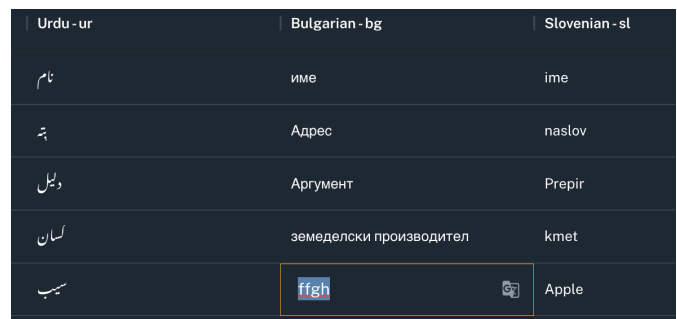 Urdu - ur Bulgarian - bg Slovenian - sl
نام име ime
پتہ Адрес naslov
دلیل Аргумент Prepir
کسان земеделски производител kmet
سیب ffgh Apple